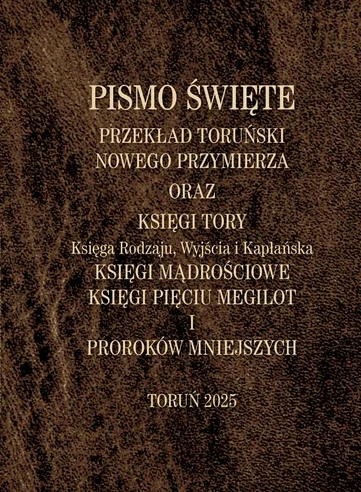 PISMO ŚWIĘTE
PRZEKŁAD TORUŃSKI
NOWEGO PRZYMIERZA
ORAZ
KSIĘGI TORY
Księga Rodzaju, Wyjścia i Kapłańska
KSIĘGI MĄDROŚCIOWE
KSIĘGI PIĘCIU MEGILOT
I
PROROKÓW MNIEJSZYCH
TORUŃ 2025